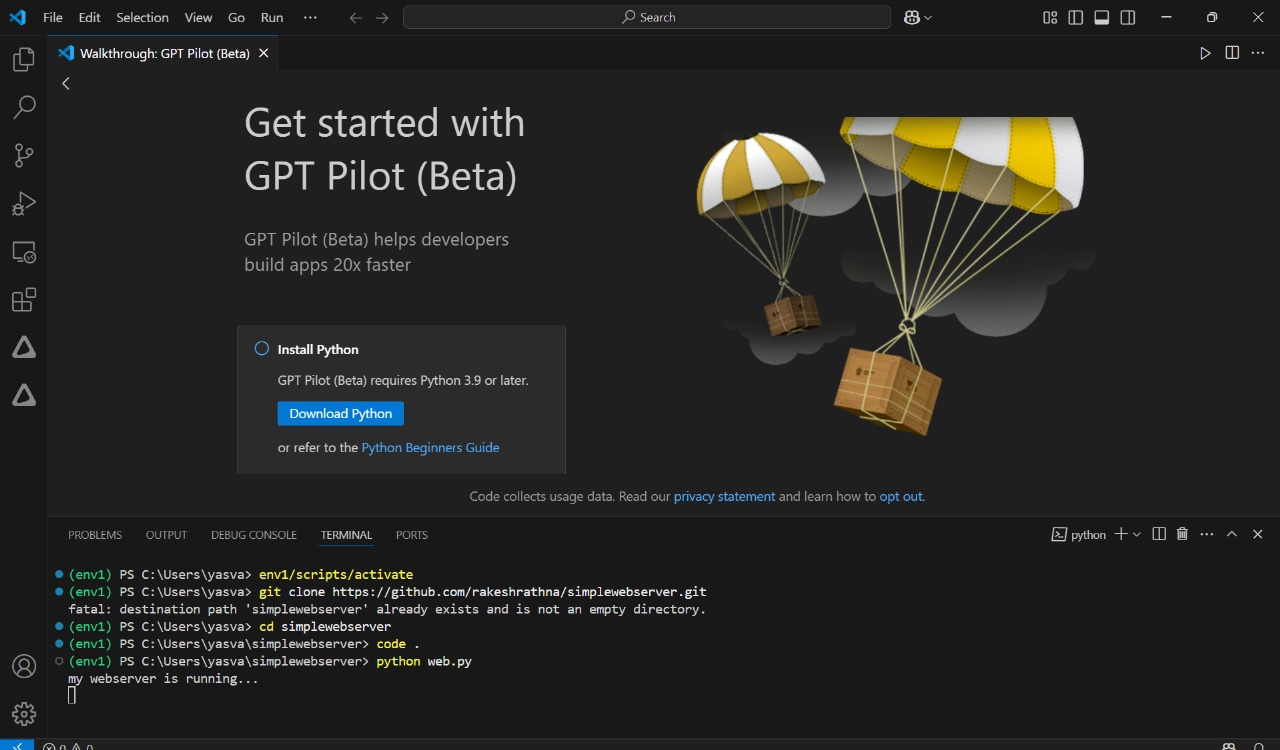 File Edit Selection View Go Run ··· Search
Walkthrough: GPT Pilot (Beta)
Get started with
GPT Pilot (Beta)
GPT Pilot (Beta) helps developers
build apps 20x faster
Install Python
GPT Pilot (Beta) requires Python 3.9 or later.
Download Python
or refer to the Python Beginners Guide
Code collects usage data. Read our privacy statement and learn how to opt out.
PROBLEMS OUTPUT DEBUG CONSOLE TERMINAL PORTS python
(env1) PS C:\Users\yasva> env1/scripts/activate
(env1) PS C:\Users\yasva> git clone https://github.com/rakeshrathna/simplewebserver.git
fatal: destination path 'simplewebserver' already exists and is not an empty directory.
(env1) PS C:\Users\yasva> cd simplewebserver
(env1) PS C:\Users\yasva\simplewebserver> code .
(env1) PS C:\Users\yasva\simplewebserver> python web.py
my webserver is running...
0 0